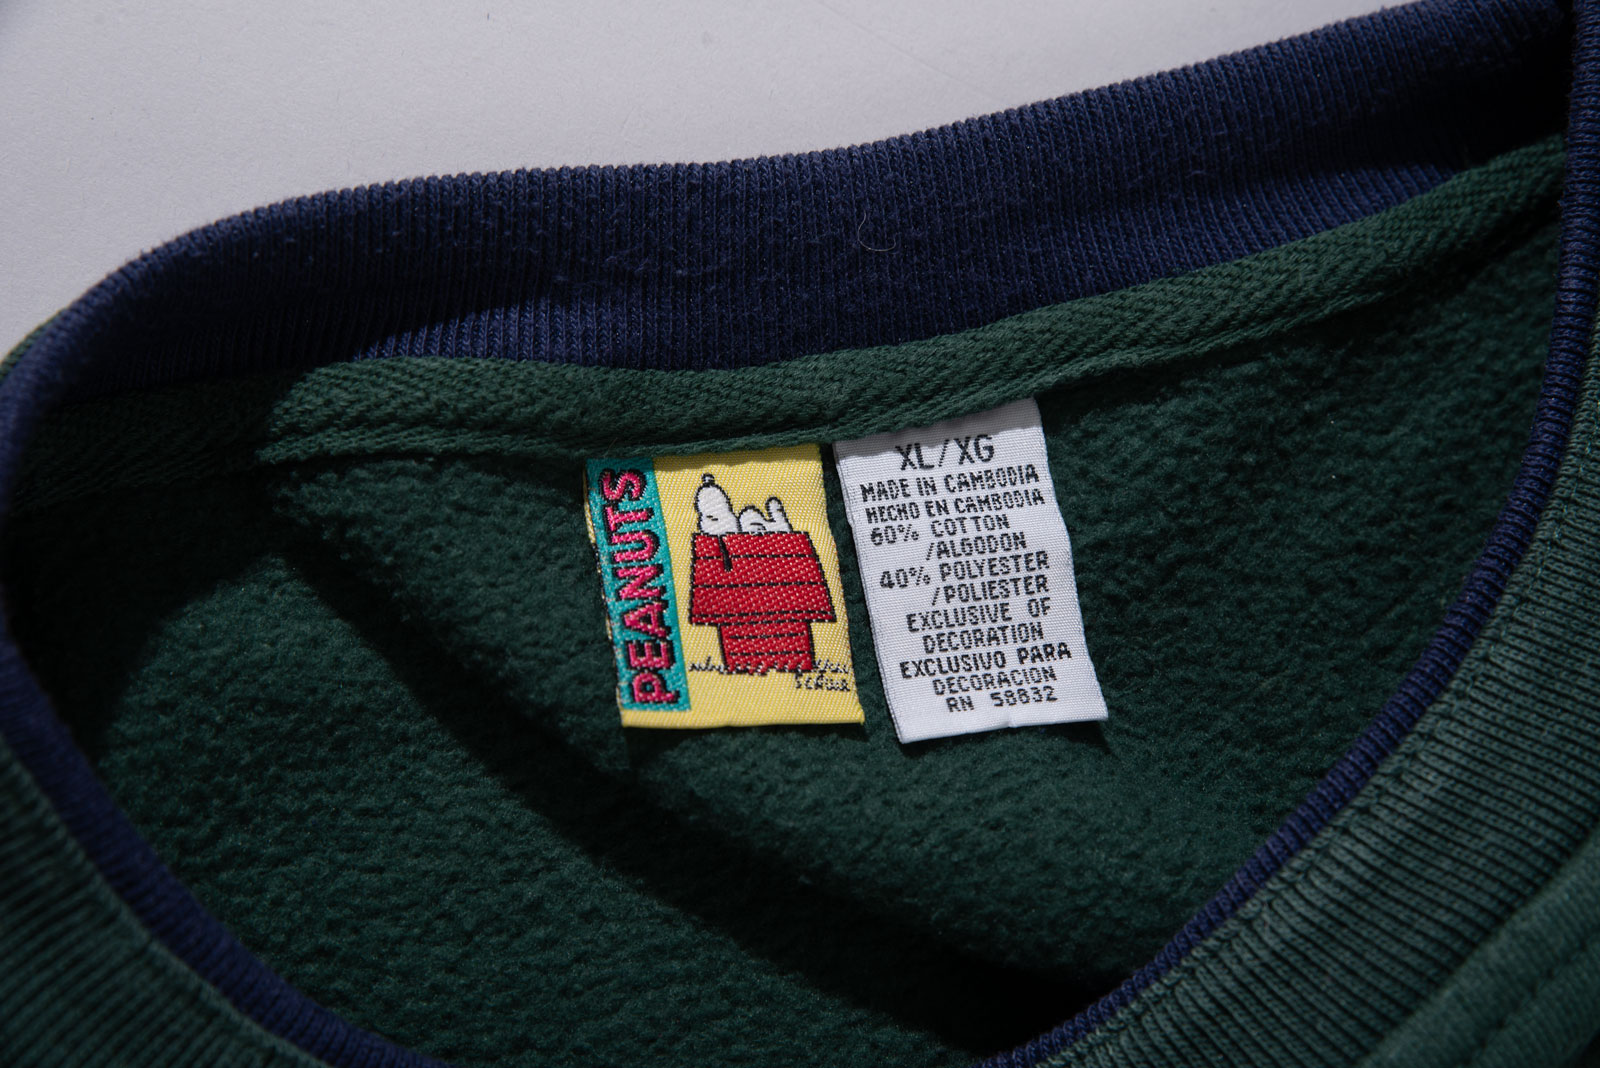 PEANUTS
Schulz
XL/XG
MADE IN CAMBODIA
HECHO EN CAMBODIA
60% COTTON
/ALGODON
40% POLYESTER
/POLIESTER
EXCLUSIVE OF
DECORATION
EXCLUSIVO PARA
DECORACION
RN 58832